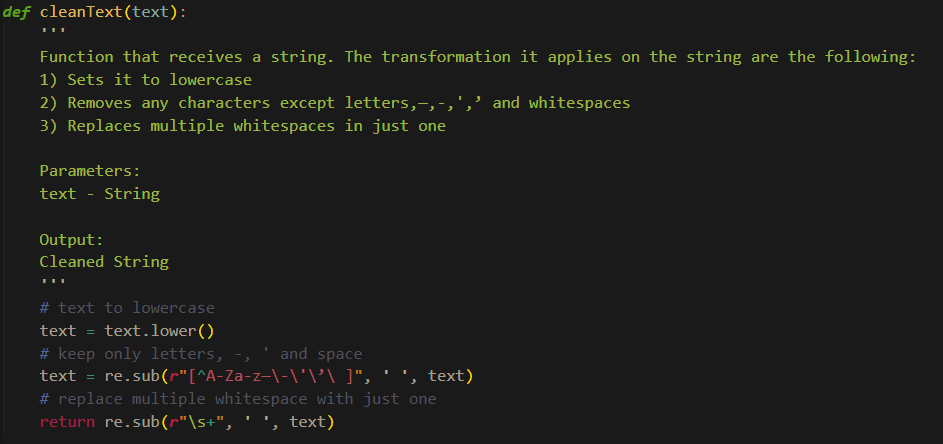 def cleanText(text):
'''
Function that receives a string. The transformation it applies on the string are the following:
1) Sets it to lowercase
2) Removes any characters except letters,—,-,',’ and whitespaces
3) Replaces multiple whitespaces in just one
Parameters:
text - String
Output:
Cleaned String
'''
# text to lowercase
text = text.lower()
# keep only letters, -, ' and space
text = re.sub(r"[^A-Za-z—\-\'\’\ ]", ' ', text)
# replace multiple whitespace with just one
return re.sub(r"\s+", ' ', text)